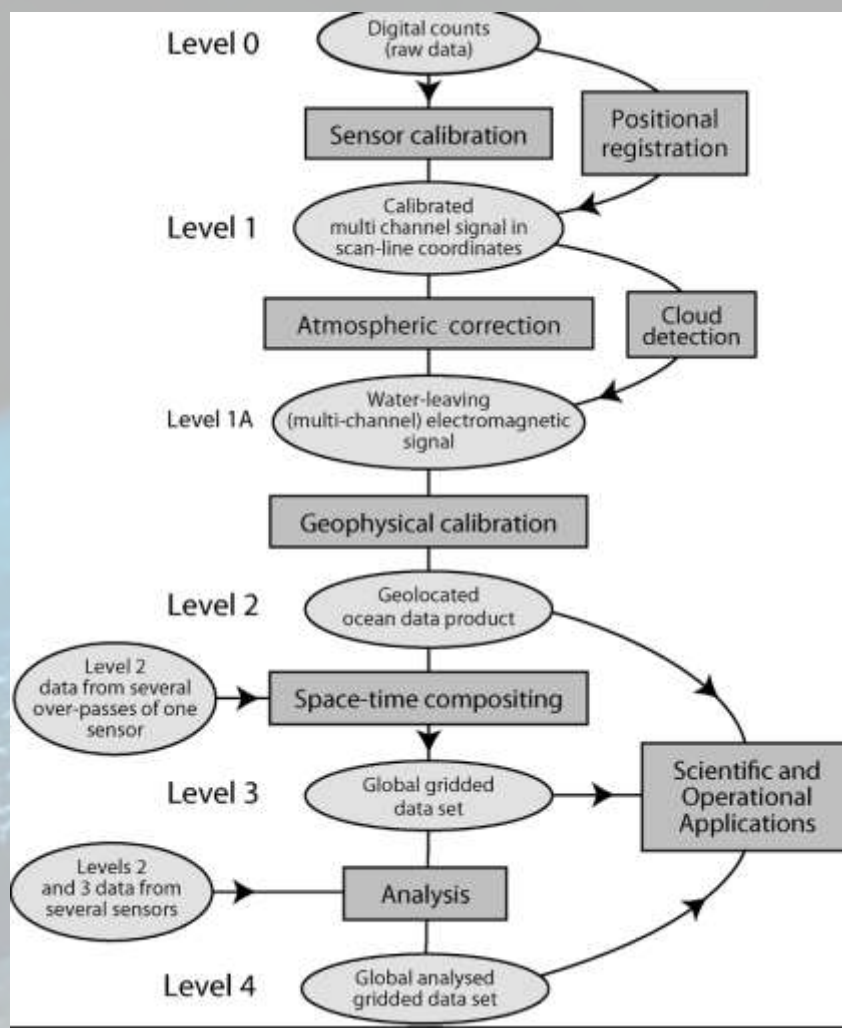 Level 0
Digital counts
(raw data)
Sensor calibration
Positional
registration
Level 1
Calibrated
multi channel signal in
scan-line coordinates
Atmospheric correction
Cloud
detection
Level 1A
Water-leaving
(multi-channel) electromagnetic
signal
Geophysical calibration
Level 2
Geolocated
ocean data product
Level 2
data from several
over-passes of one
sensor
Space-time compositing
Level 3
Global gridded
data set
Scientific and
Operational
Applications
Levels 2
and 3 data from
several sensors
Analysis
Level 4
Global analysed
gridded data set